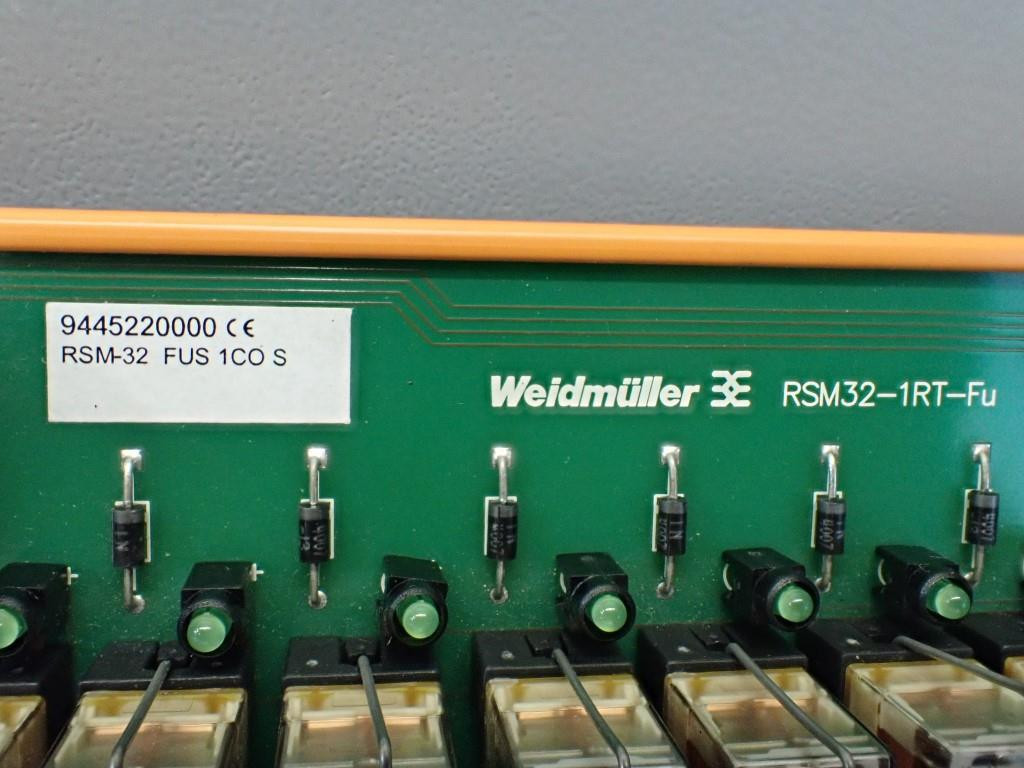 9445220000 CE
RSM-32 FUS 1CO S
Weidmüller RSM32-1RT-Fu